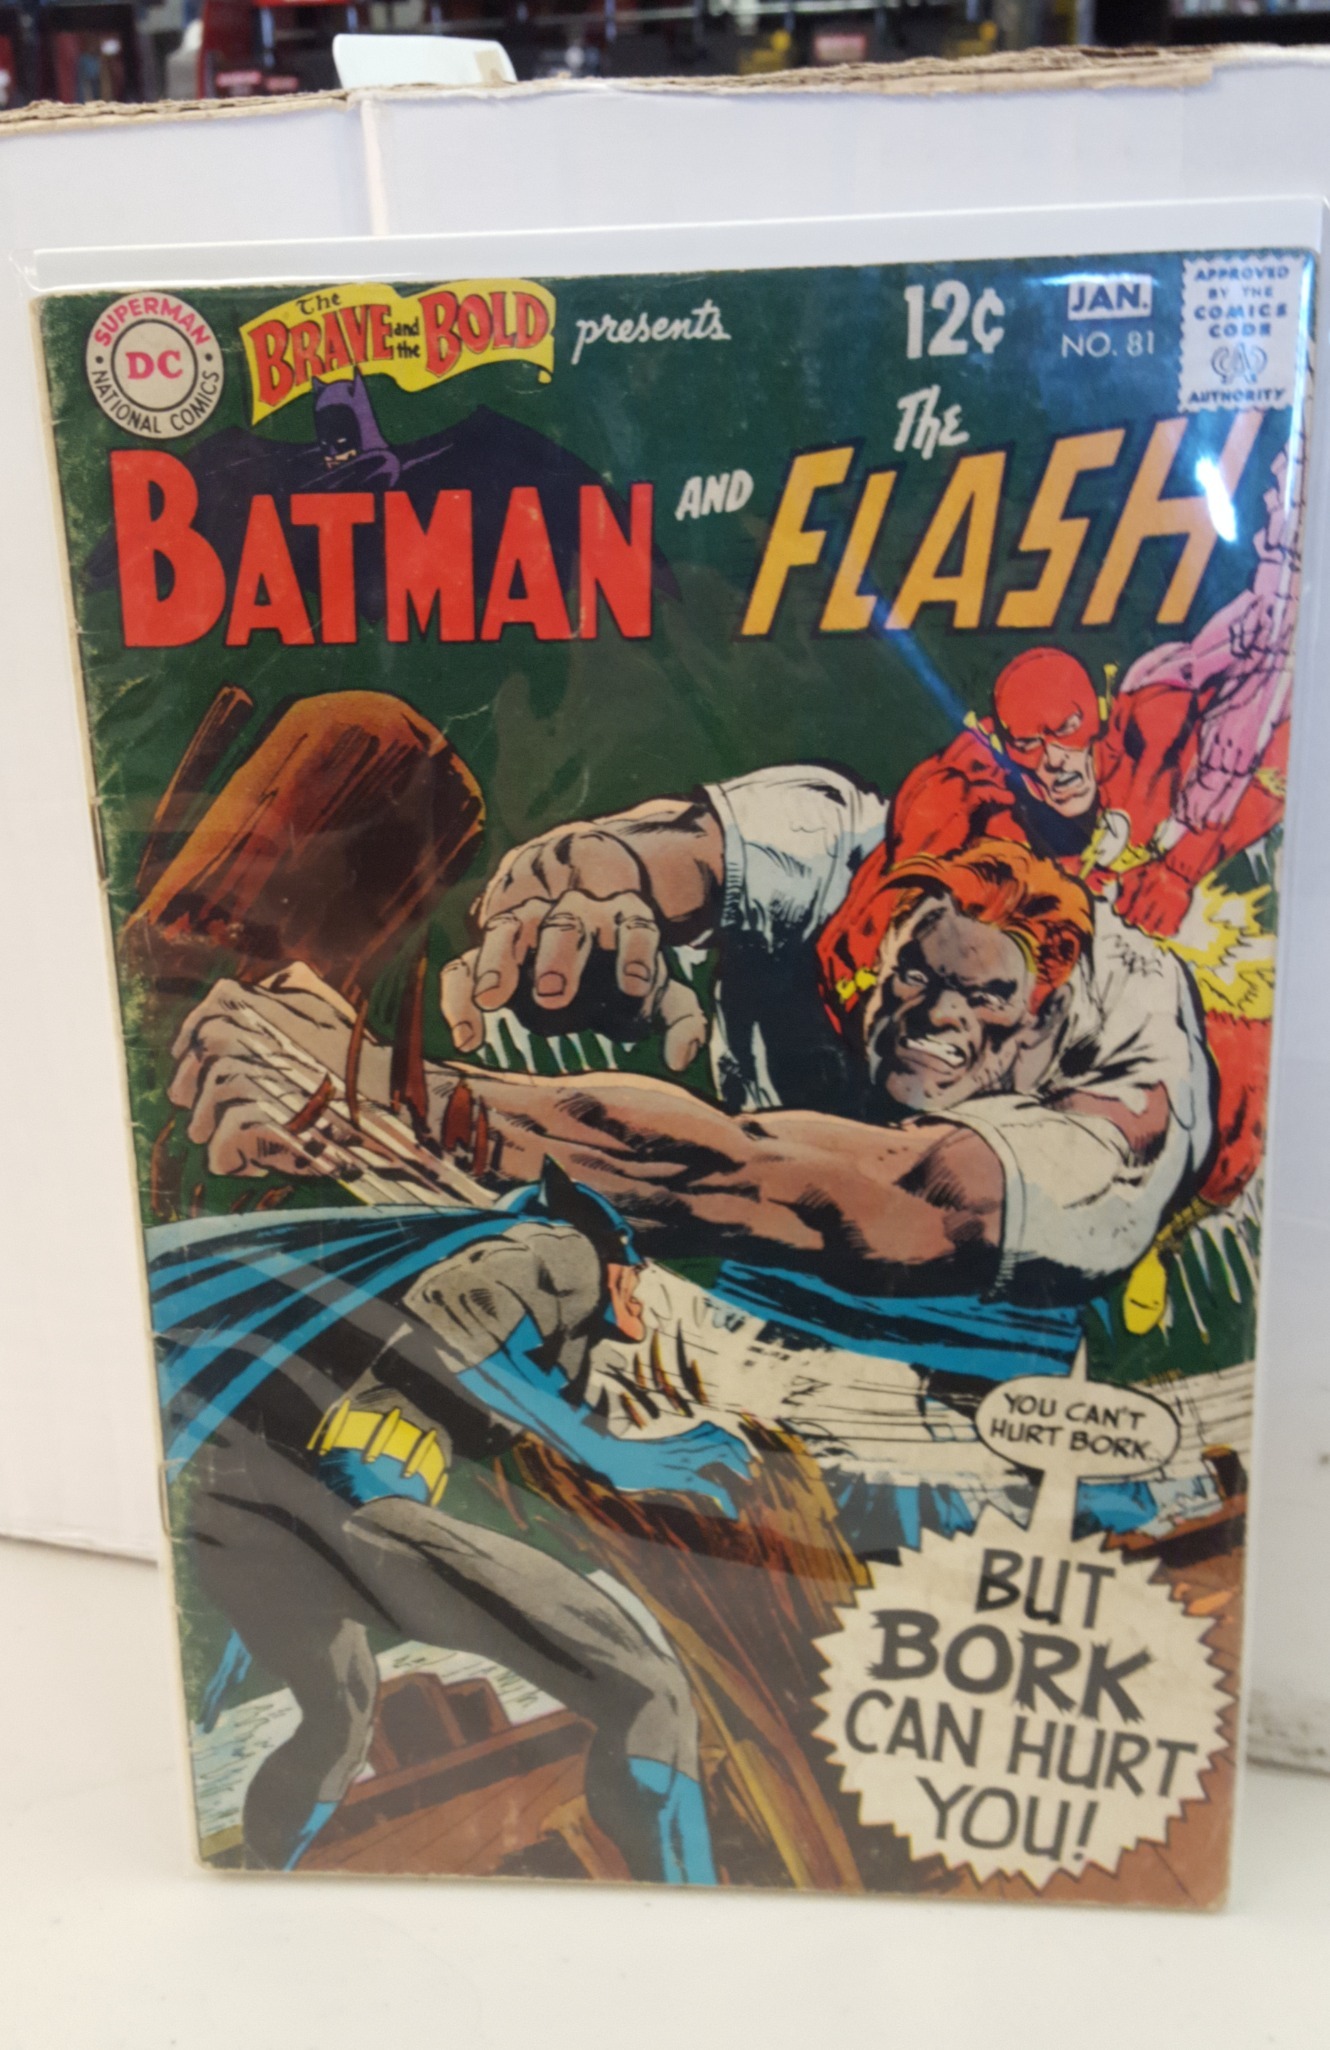 SUPERMAN
DC
NATIONAL COMICS
The
BRAVE and the BOLD
presents
12¢
JAN.
NO. 81
APPROVED
BY THE
COMICS
CODE
CA
AUTHORITY
BATMAN AND The FLASH
YOU CAN'T
HURT BORK.
BUT
BORK
CAN HURT
YOU!